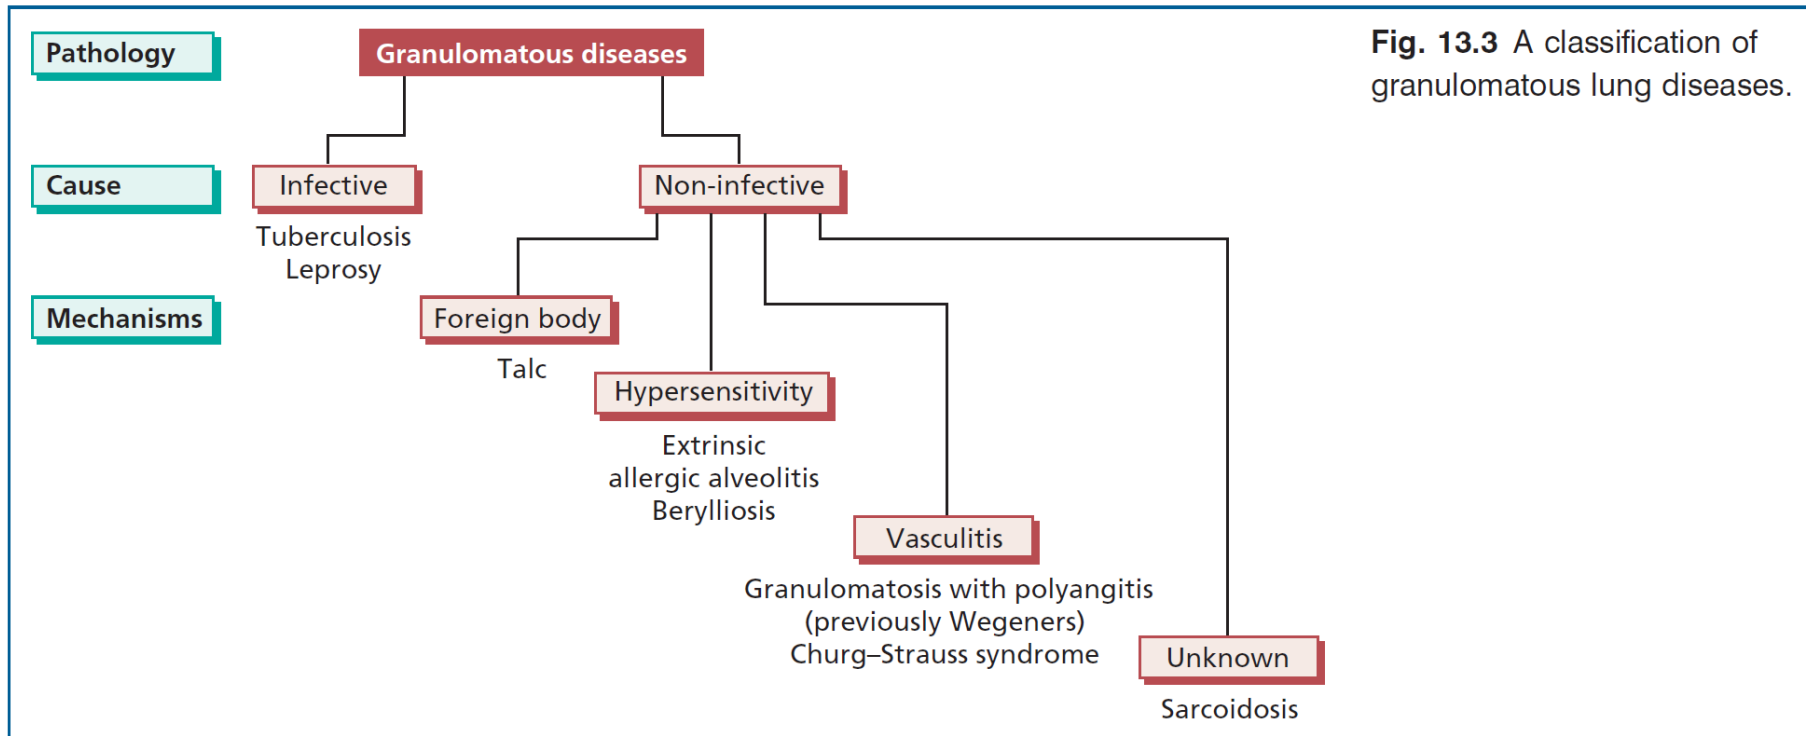 Pathology
Granulomatous diseases
Fig. 13.3 A classification of
granulomatous lung diseases.
Cause
Infective
Non-infective
Tuberculosis
Leprosy
Mechanisms
Foreign body
Talc
Hypersensitivity
Extrinsic
allergic alveolitis
Berylliosis
Vasculitis
Granulomatosis with polyangitis
(previously Wegeners)
Churg–Strauss syndrome
Unknown
Sarcoidosis